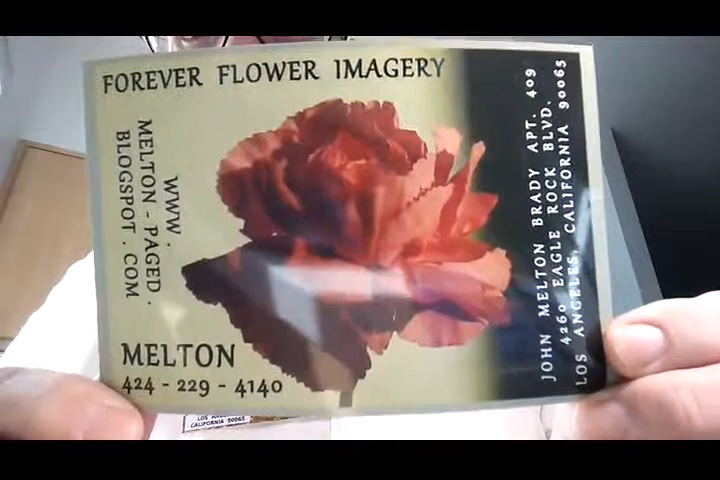 FOREVER FLOWER IMAGERY
WWW.
MELTON - PAGED.
BLOGSPOT . COM
MELTON
424 - 229 - 4140
JOHN MELTON BRADY APT. 409
4260 EAGLE ROCK BLVD.
LOS ANGELES, CALIFORNIA 90065
CALIFORNIA 90065